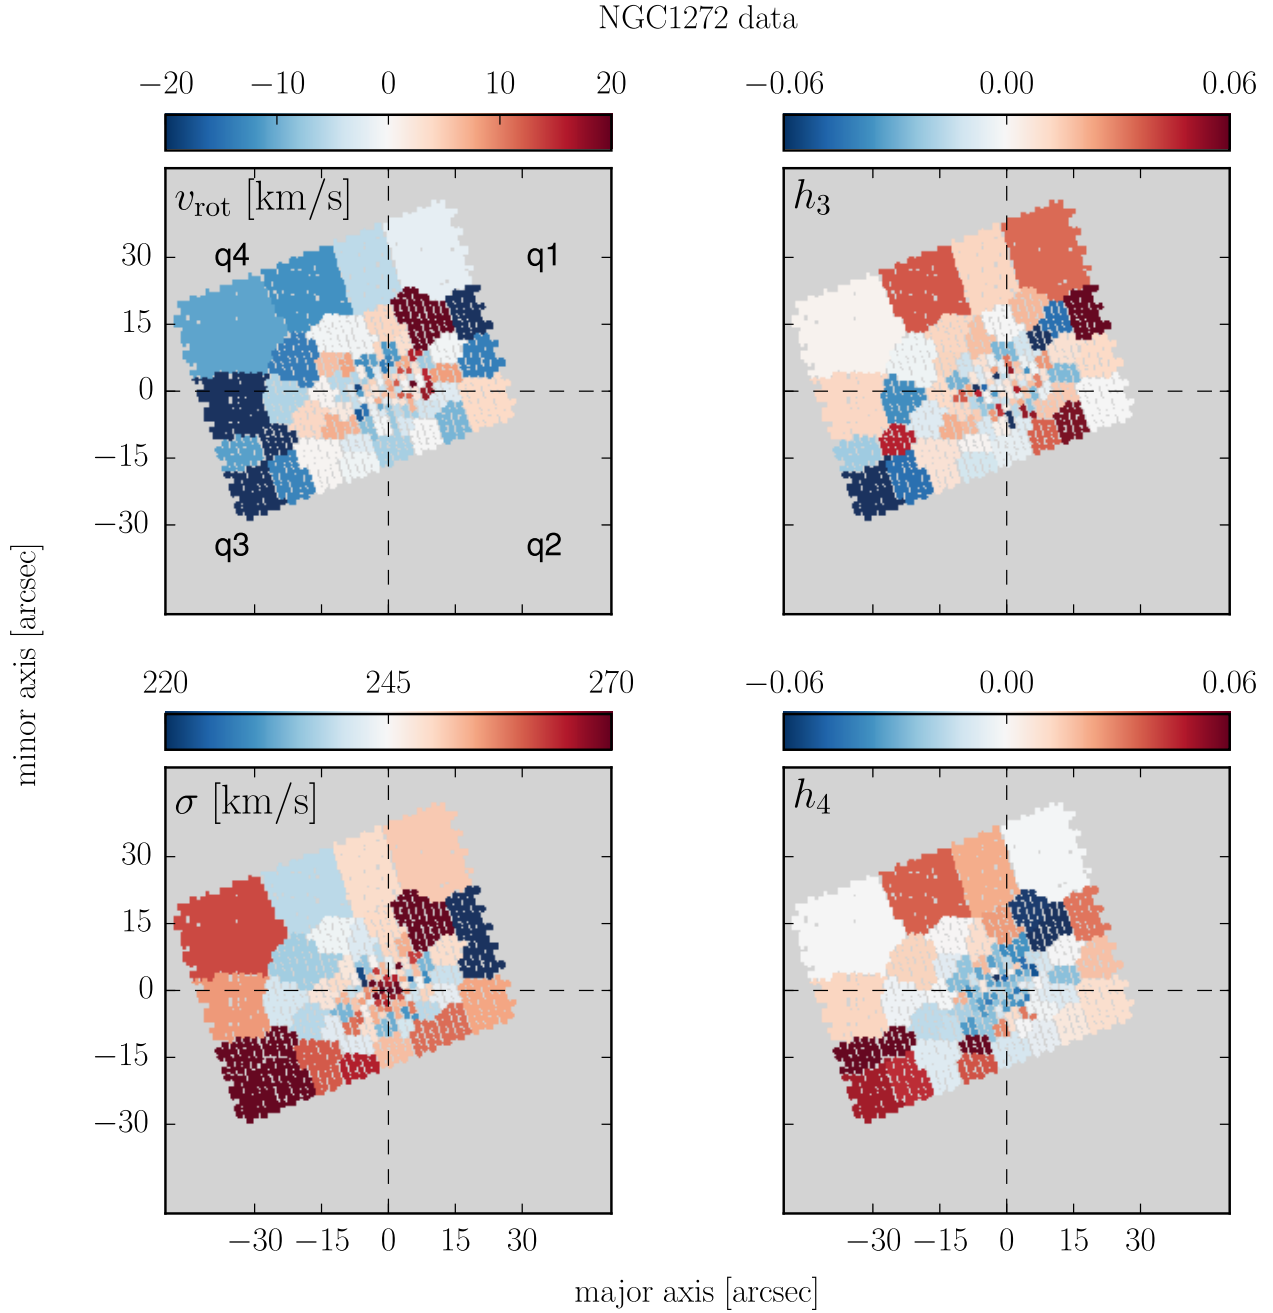 NGC1272 data
−20 −10 0 10 20
−0.06 0.00 0.06
v_rot [km/s]
h_3
q4 q1
q3 q2
30
15
0
−15
−30
minor axis [arcsec]
220 245 270
−0.06 0.00 0.06
σ [km/s]
h_4
30
15
0
−15
−30
−30 −15 0 15 30
−30 −15 0 15 30
major axis [arcsec]